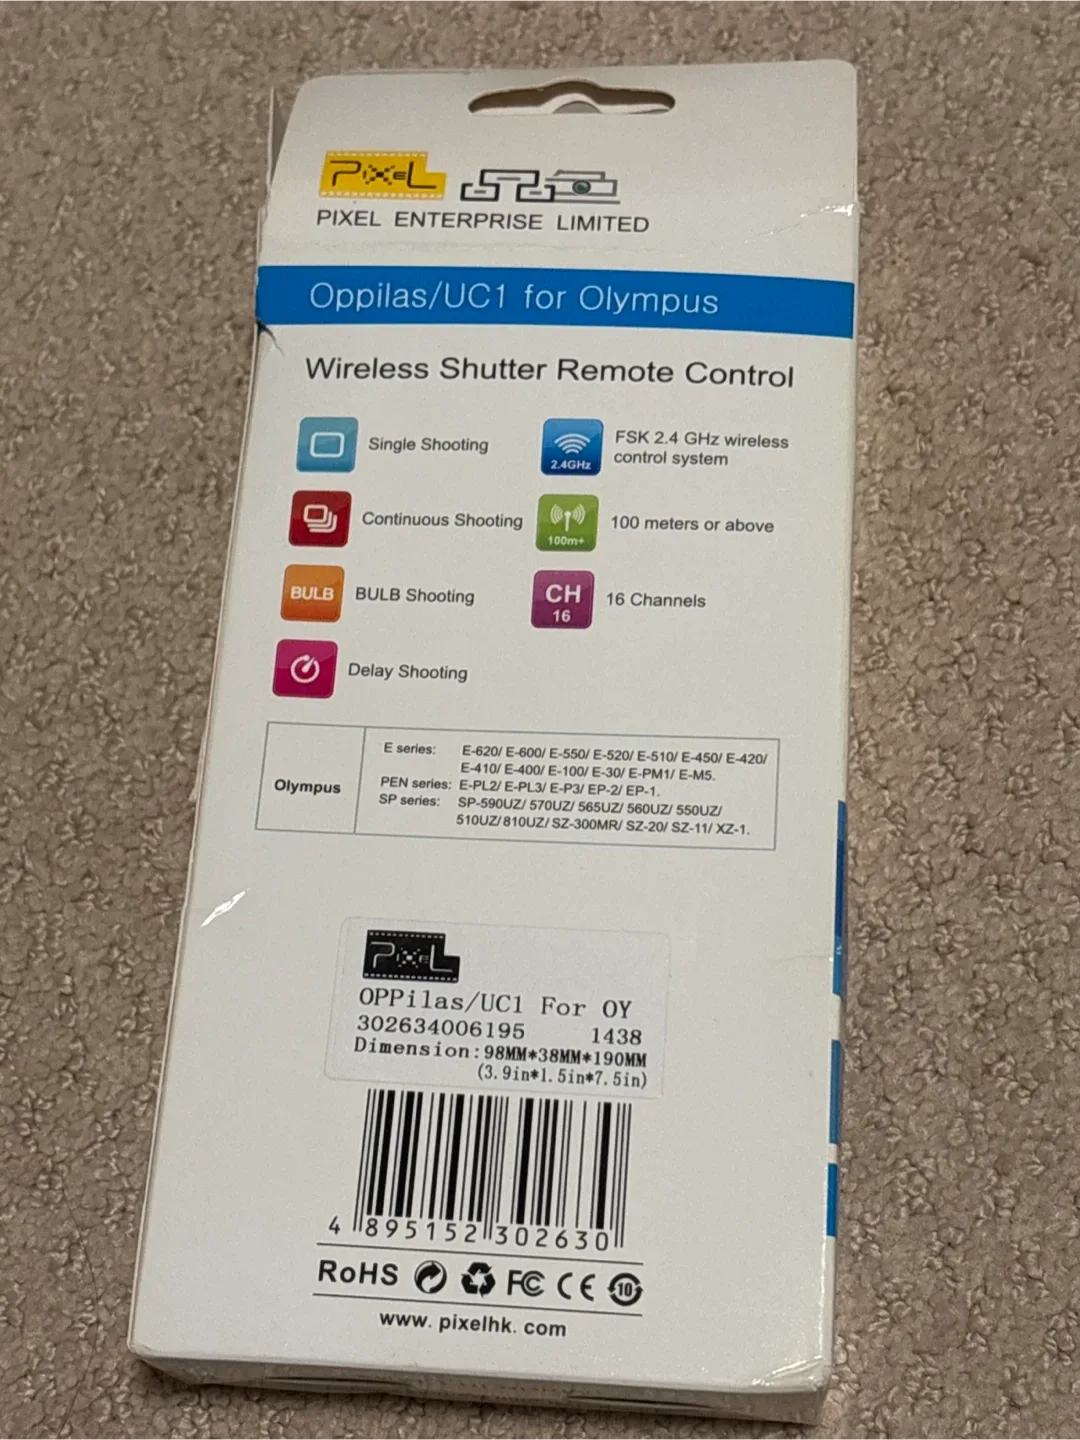 PIXEL
PIXEL ENTERPRISE LIMITED
Oppilas/UC1 for Olympus
Wireless Shutter Remote Control
Single Shooting
2.4GHz
FSK 2.4 GHz wireless
control system
Continuous Shooting
100m+
100 meters or above
BULB
BULB Shooting
CH
16
16 Channels
Delay Shooting
Olympus
E series: E-620/ E-600/ E-550/ E-520/ E-510/ E-450/ E-420/
E-410/ E-400/ E-100/ E-30/ E-PM1/ E-M5.
PEN series: E-PL2/ E-PL3/ E-P3/ EP-2/ EP-1.
SP series: SP-590UZ/ 570UZ/ 565UZ/ 560UZ/ 550UZ/
510UZ/ 810UZ/ SZ-300MR/ SZ-20/ SZ-11/ XZ-1.
PIXEL
OPPilas/UC1 For OY
302634006195 1438
Dimension:98MM*38MM*190MM
(3.9in*1.5in*7.5in)
4 895152 302630
RoHS FC CE 10
www.pixelhk.com